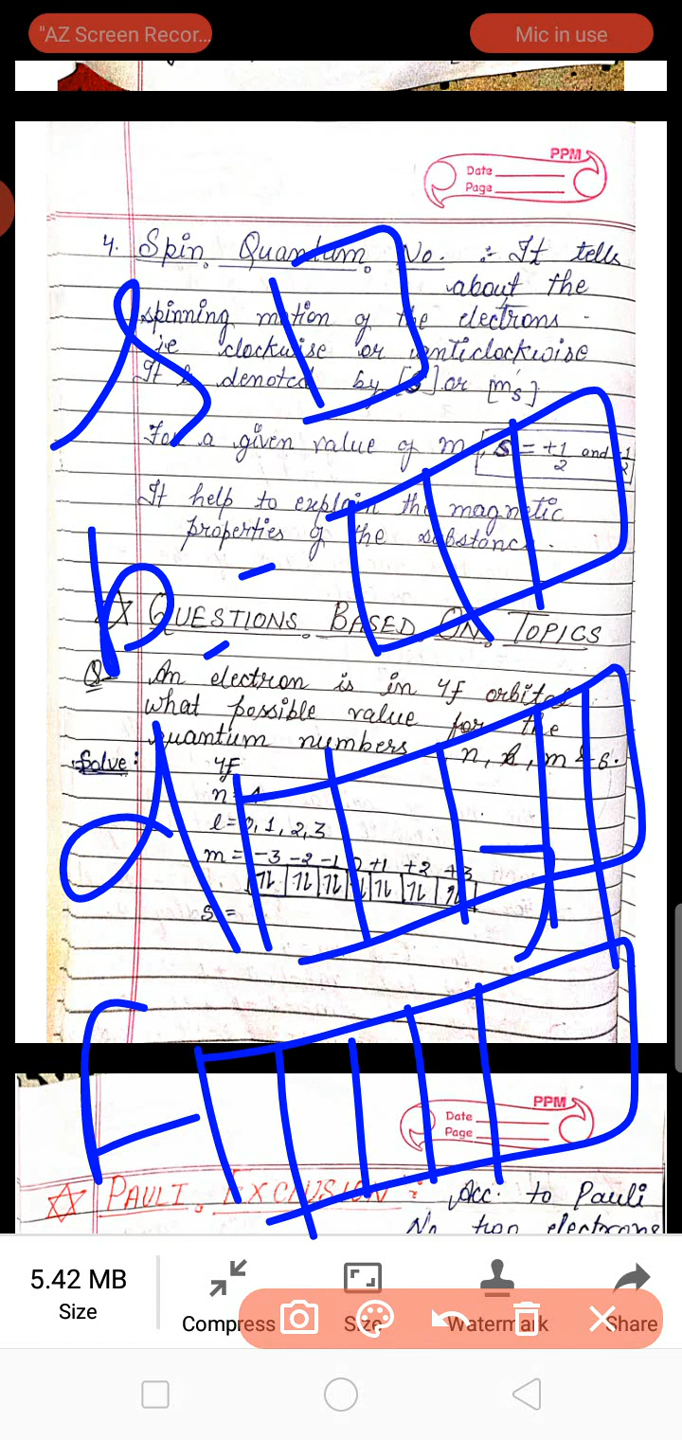 "AZ Screen Recor...
Mic in use
PPM
Date
Page
4. Spin Quantum No. :- It tells
about the
spinning motion of the electrons -
ie clockwise or anticlockwise
It is denoted by [s] or [ms]
For a given value of m, s = +1/2 and -1/2
It help to explain the magnetic
properties of the substance.
QUESTIONS BASED ON TOPICS
Q An electron is in 4f orbital
what possible value for the
quantum numbers n, l, m & s.
Solve:
4f
n = 4
l = 0, 1, 2, 3
m = -3 -2 -1 0 +1 +2 +3
s =
s
p -
d
-
f
PPM
Date
Page
PAULI EXCLUSION : Acc. to Pauli
No two electrons
5.42 MB
Size
Compress
Size
Watermark
Share